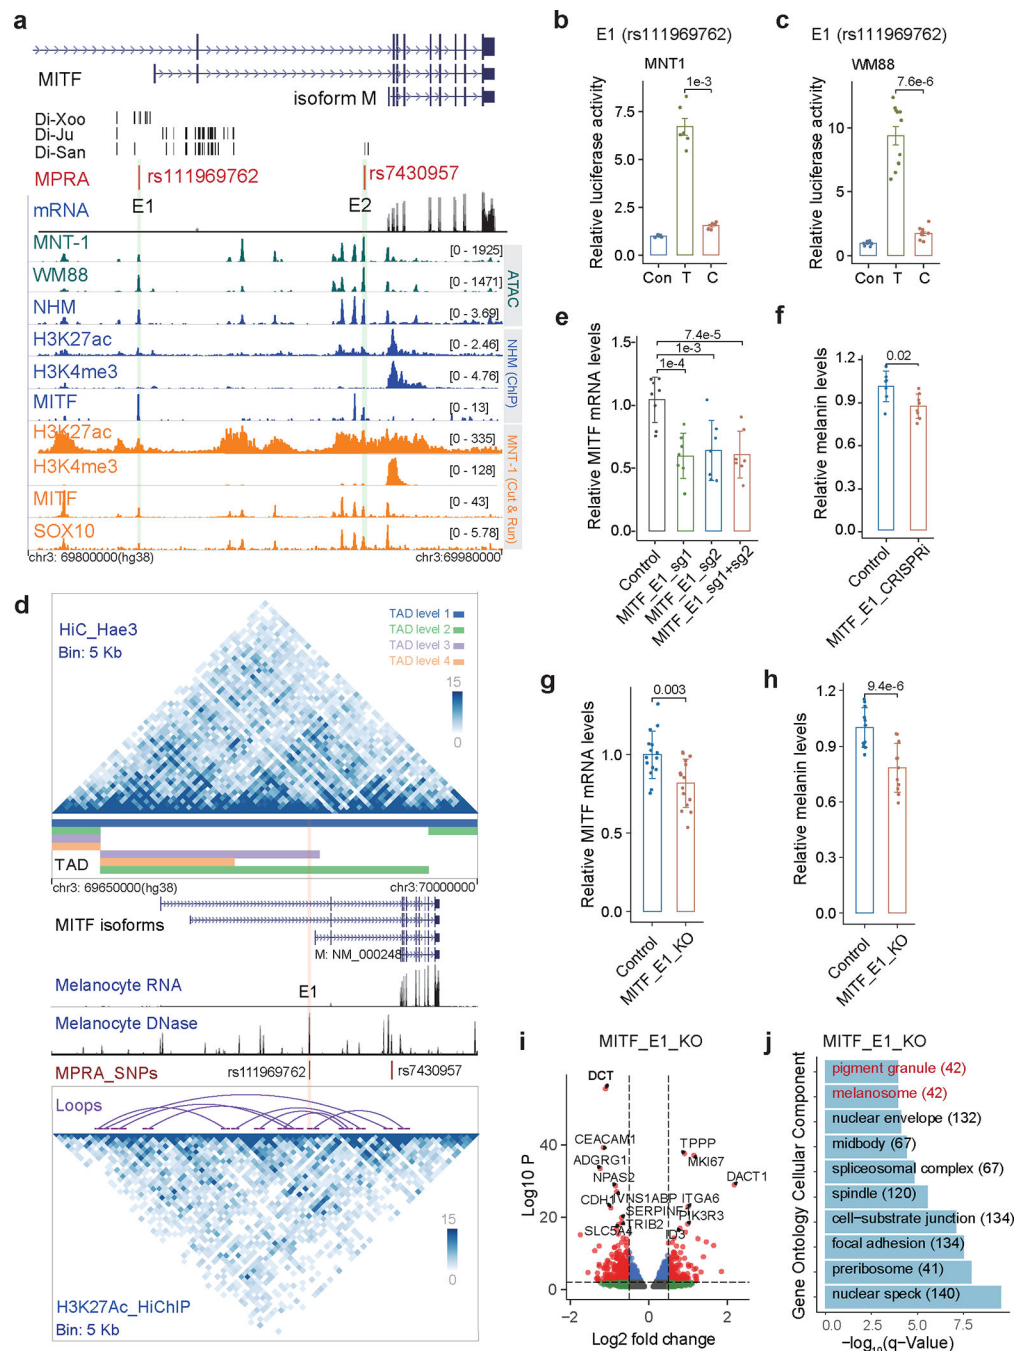 a
MITF
isoform M
Di-Xoo
Di-Ju
Di-San
MPRA
rs111969762
rs7430957
mRNA
E1
E2
MNT-1
[0 - 1925]
WM88
[0 - 1471]
NHM
[0 - 3.69]
ATAC
H3K27ac
[0 - 2.46]
H3K4me3
[0 - 4.76]
MITF
[0 - 13]
NHM (ChIP)
H3K27ac
[0 - 335]
H3K4me3
[0 - 128]
MITF
[0 - 43]
SOX10
[0 - 5.78]
MNT-1 (Cut & Run)
chr3: 69800000(hg38)
chr3:69980000
b
E1 (rs111969762)
MNT1
1e-3
Relative luciferase activity
7.5
5.0
2.5
0.0
Con T C
c
E1 (rs111969762)
WM88
7.6e-6
Relative luciferase activity
10
5
0
Con T C
d
HiC_Hae3
Bin: 5 Kb
TAD level 1
TAD level 2
TAD level 3
TAD level 4
15
0
TAD
chr3: 69650000(hg38)
chr3:70000000
MITF isoforms
M: NM_000248
Melanocyte RNA
E1
Melanocyte DNase
MPRA_SNPs
rs111969762
rs7430957
Loops
15
0
H3K27Ac_HiChIP
Bin: 5 Kb
e
Relative MITF mRNA levels
1.5
1.0
0.5
0.0
7.4e-5
1e-3
1e-4
Control
MITF_E1_sg1
MITF_E1_sg2
MITF_E1_sg1+sg2
f
Relative melanin levels
1.2
0.9
0.6
0.3
0.0
0.02
Control
MITF_E1_CRISPRi
g
Relative MITF mRNA levels
1.0
0.5
0.0
0.003
Control
MITF_E1_KO
h
Relative melanin levels
1.2
0.9
0.6
0.3
0.0
9.4e-6
Control
MITF_E1_KO
i
MITF_E1_KO
Log10 P
40
20
0
DCT
CEACAM1
ADGRG1
NPAS2
CDH1
VNS1ABP
SERPINF1
TRIB2
SLC5A4
TPPP
MKI67
DACT1
ITGA6
PIK3R3
ID3
−2 0 2
Log2 fold change
j
MITF_E1_KO
Gene Ontology Cellular Component
pigment granule (42)
melanosome (42)
nuclear envelope (132)
midbody (67)
spliceosomal complex (67)
spindle (120)
cell-substrate junction (134)
focal adhesion (134)
preribosome (41)
nuclear speck (140)
0.0 2.5 5.0 7.5
−log10(q-Value)